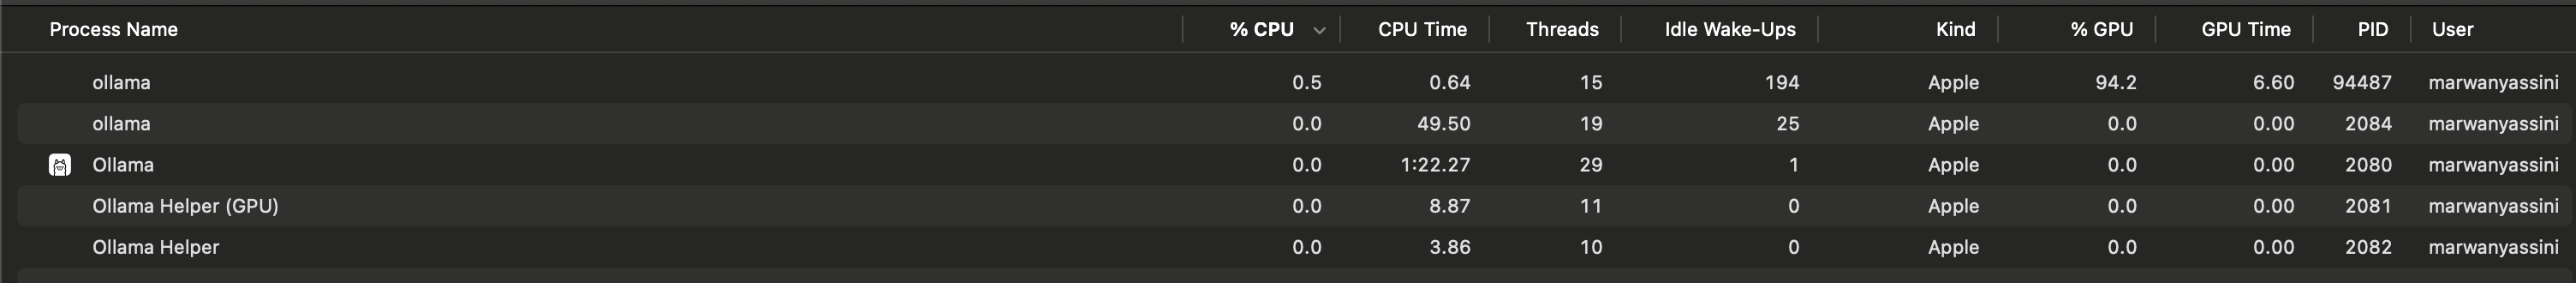 Process Name % CPU CPU Time Threads Idle Wake-Ups Kind % GPU GPU Time PID User
ollama 0.5 0.64 15 194 Apple 94.2 6.60 94487 marwanyassini
ollama 0.0 49.50 19 25 Apple 0.0 0.00 2084 marwanyassini
Ollama 0.0 1:22.27 29 1 Apple 0.0 0.00 2080 marwanyassini
Ollama Helper (GPU) 0.0 8.87 11 0 Apple 0.0 0.00 2081 marwanyassini
Ollama Helper 0.0 3.86 10 0 Apple 0.0 0.00 2082 marwanyassini